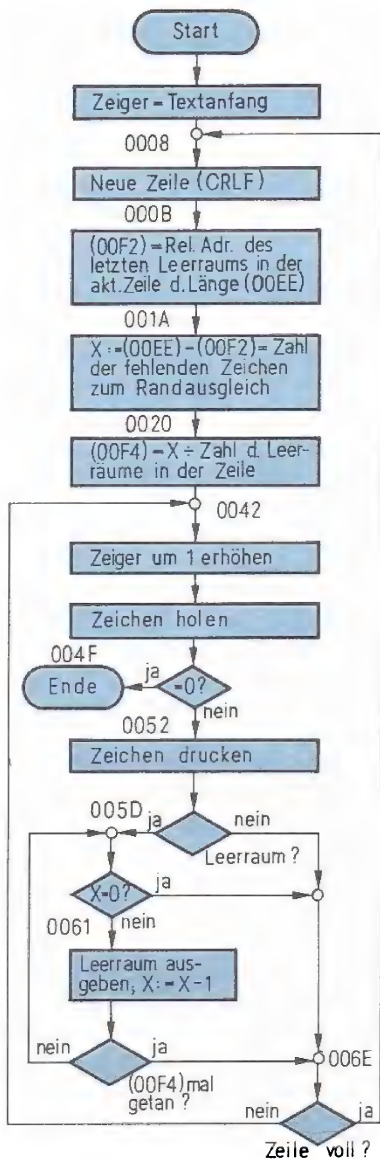 Start
Zeiger = Textanfang
0008
Neue Zeile (CRLF)
000B
(00F2) = Rel. Adr. des
letzten Leerraums in der
akt. Zeile d. Länge (00EE)
001A
X := (00EE) - (00F2) = Zahl
der fehlenden Zeichen
zum Randausgleich
0020
(00F4) = X ÷ Zahl d. Leer-
räume in der Zeile
0042
Zeiger um 1 erhöhen
Zeichen holen
004F
ja
Ende
=0?
nein
0052
Zeichen drucken
005D
ja
nein
Leerraum ?
X=0?
ja
0061
nein
Leerraum aus-
geben, X := X-1
nein
ja
(00F4)mal
getan ?
006E
nein
ja
Zeile voll ?